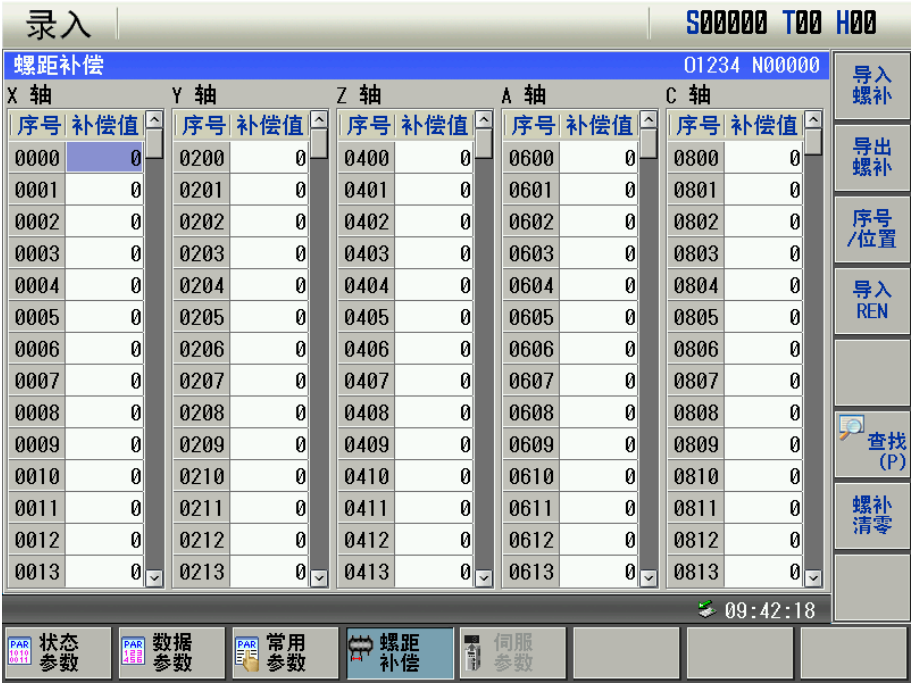 录入 S00000 T00 H00
螺距补偿 O1234 N00000
X 轴 Y 轴 Z 轴 A 轴 C 轴
序号 补偿值 序号 补偿值 序号 补偿值 序号 补偿值 序号 补偿值
0000 0 0200 0 0400 0 0600 0 0800 0
0001 0 0201 0 0401 0 0601 0 0801 0
0002 0 0202 0 0402 0 0602 0 0802 0
0003 0 0203 0 0403 0 0603 0 0803 0
0004 0 0204 0 0404 0 0604 0 0804 0
0005 0 0205 0 0405 0 0605 0 0805 0
0006 0 0206 0 0406 0 0606 0 0806 0
0007 0 0207 0 0407 0 0607 0 0807 0
0008 0 0208 0 0408 0 0608 0 0808 0
0009 0 0209 0 0409 0 0609 0 0809 0
0010 0 0210 0 0410 0 0610 0 0810 0
0011 0 0211 0 0411 0 0611 0 0811 0
0012 0 0212 0 0412 0 0612 0 0812 0
0013 0 0213 0 0413 0 0613 0 0813 0
09:42:18
导入
螺补
导出
螺补
序号
/位置
导入
REN
查找
(P)
螺补
清零
PAR
1010
0011
状态
参数
PAR
123
456
数据
参数
PAR
常用
参数
螺距
补偿
伺服
参数